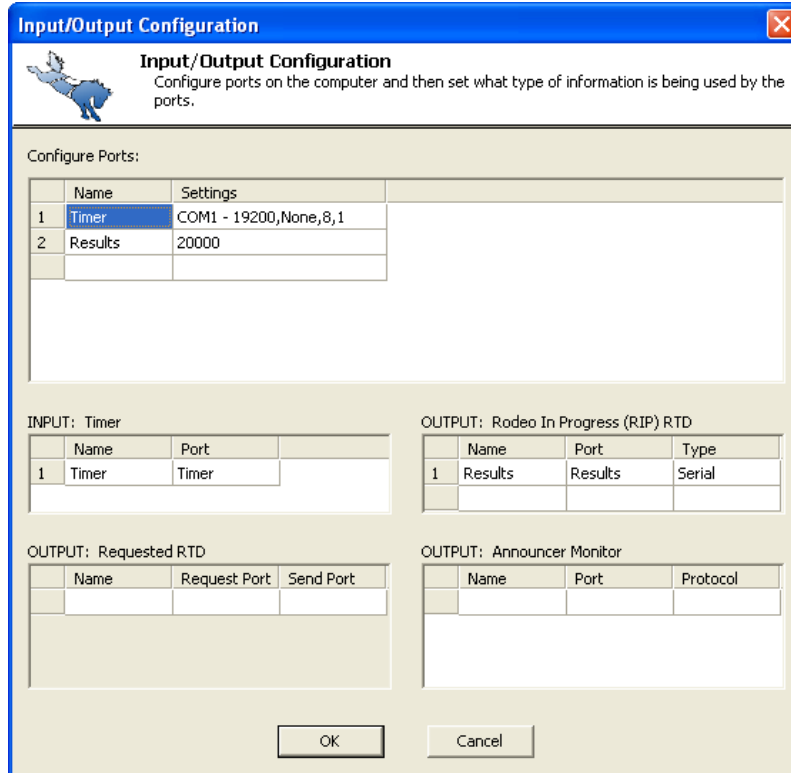 Input/Output Configuration
Input/Output Configuration
Configure ports on the computer and then set what type of information is being used by the
ports.
Configure Ports:
Name Settings
1 Timer COM1 - 19200,None,8,1
2 Results 20000
INPUT: Timer
Name Port
1 Timer Timer
OUTPUT: Rodeo In Progress (RIP) RTD
Name Port Type
1 Results Results Serial
OUTPUT: Requested RTD
Name Request Port Send Port
OUTPUT: Announcer Monitor
Name Port Protocol
OK Cancel